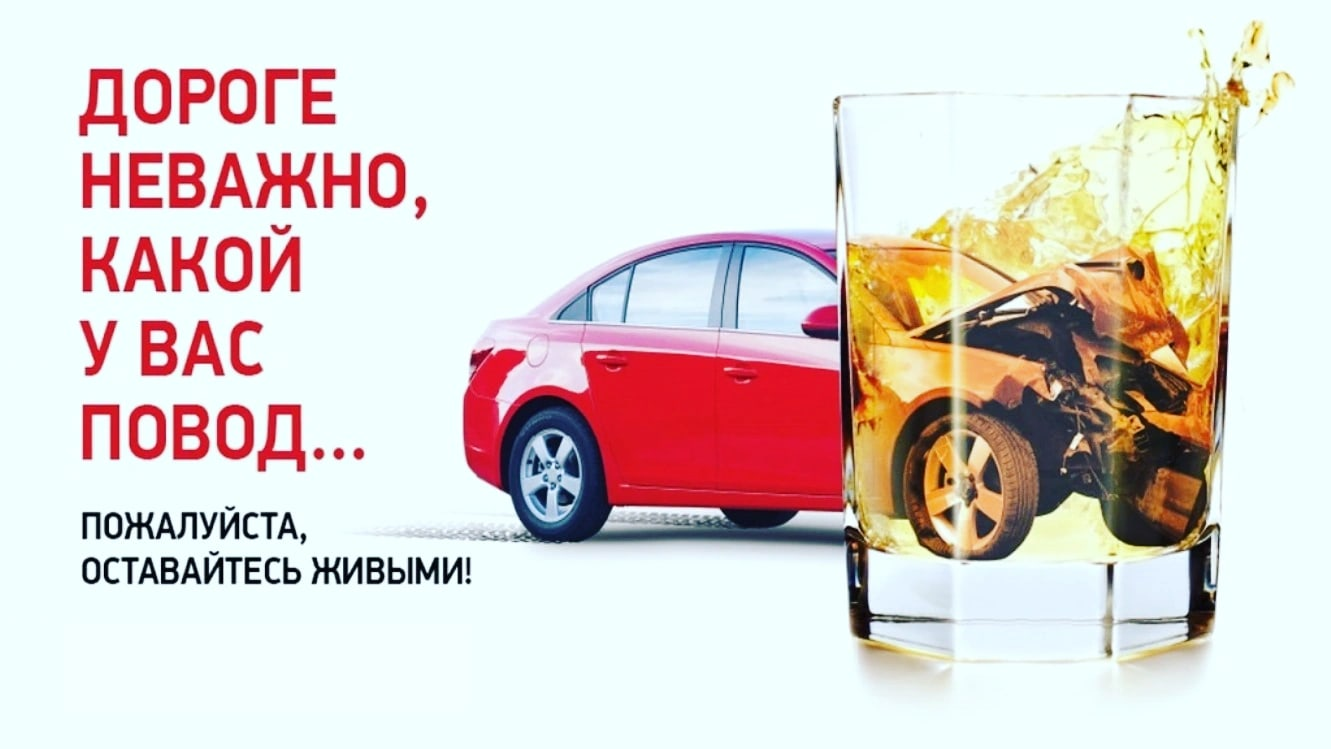 ДОРОГЕ
НЕВАЖНО,
КАКОЙ
У ВАС
ПОВОД...
ПОЖАЛУЙСТА,
ОСТАВАЙТЕСЬ ЖИВЫМИ!